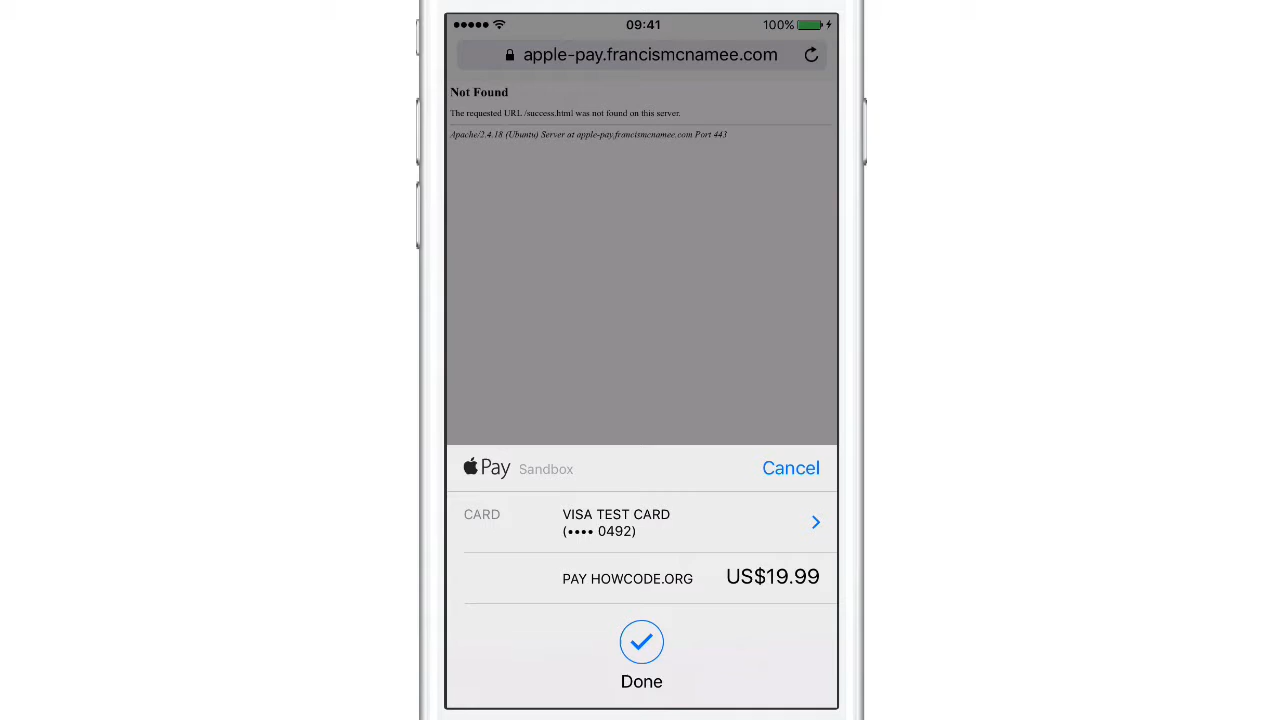 09:41 100%
apple-pay.francismcnamee.com
Not Found
The requested URL /success.html was not found on this server.
Apache/2.4.18 (Ubuntu) Server at apple-pay.francismcnamee.com Port 443
Pay Sandbox Cancel
CARD VISA TEST CARD
(•••• 0492)
PAY HOWCODE.ORG US$19.99
Done